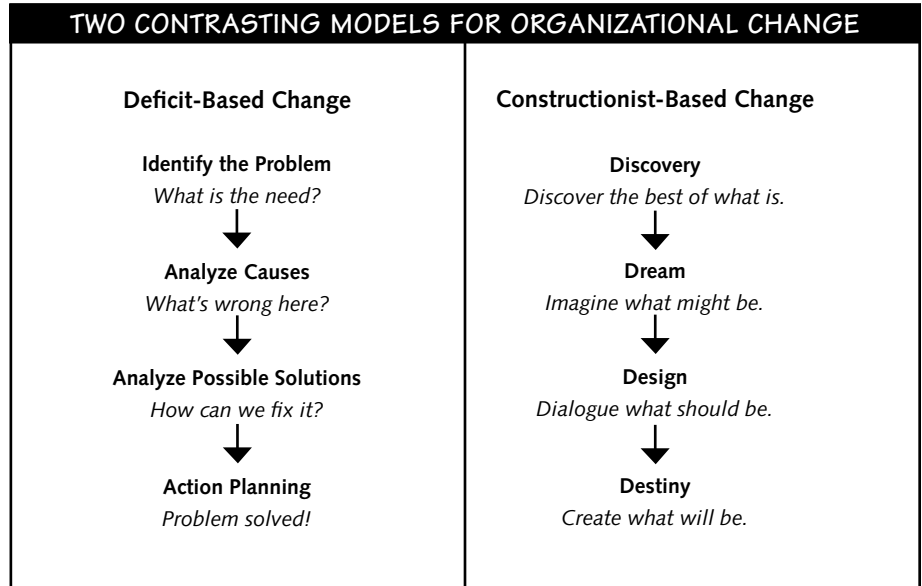 TWO CONTRASTING MODELS FOR ORGANIZATIONAL CHANGE
Deficit-Based Change
Identify the Problem
What is the need?
Analyze Causes
What's wrong here?
Analyze Possible Solutions
How can we fix it?
Action Planning
Problem solved!
Constructionist-Based Change
Discovery
Discover the best of what is.
Dream
Imagine what might be.
Design
Dialogue what should be.
Destiny
Create what will be.